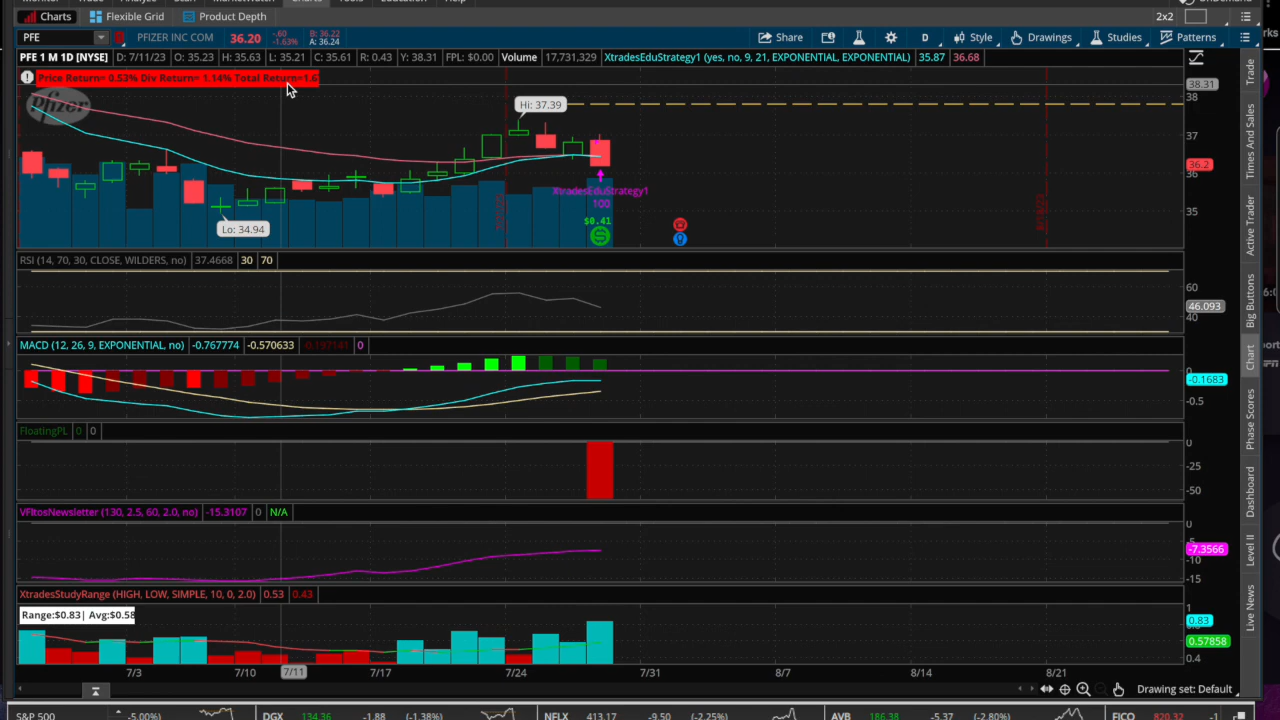 Charts Flexible Grid Product Depth 2x2
PFE PFIZER INC COM 36.20 -.60 -1.63% B: 36.22 A: 36.24 Share D Style Drawings Studies Patterns
PFE 1 M 1D [NYSE] D: 7/11/23 O: 35.23 H: 35.63 L: 35.21 C: 35.61 R: 0.43 Y: 38.31 FPL: $0.00 Volume 17,731,329 XtradesEduStrategy1 (yes, no, 9, 21, EXPONENTIAL, EXPONENTIAL) 35.87 36.68
Price Return= 0.53% Div Return= 1.14% Total Return=1.6
38.31
38
Pfizer
Hi: 37.39
37
36.2
36
XtradesEduStrategy1
100
35
$0.41
Lo: 34.94
RSI (14, 70, 30, CLOSE, WILDERS, no) 37.4668 30 70
60
46.093
40
MACD (12, 26, 9, EXPONENTIAL, no) -0.767774 -0.570633 -0.197141 0
0
-0.1683
-0.5
FloatingPL 0 0
0
-25
-50
VFItosNewsletter (130, 2.5, 60, 2.0, no) -15.3107 0 N/A
0
-5
-7.3566
-10
-15
XtradesStudyRange (HIGH, LOW, SIMPLE, 10, 0, 2.0) 0.53 0.43
Range:$0.83| Avg:$0.58
1
0.83
0.57858
0.4
7/3 7/10 7/11 7/17 7/24 7/31 8/7 8/14 8/21
Drawing set: Default
S&P 500 -5.00% DGX 134.36 -1.88 (-1.38%) NFLX 413.17 -9.50 (-2.25%) AVB 186.38 -5.37 (-2.80%) FICO 820.32 -1
Trade
Times And Sales
Active Trader
Big Buttons
Chart
Phase Scores
Dashboard
Level II
Live News